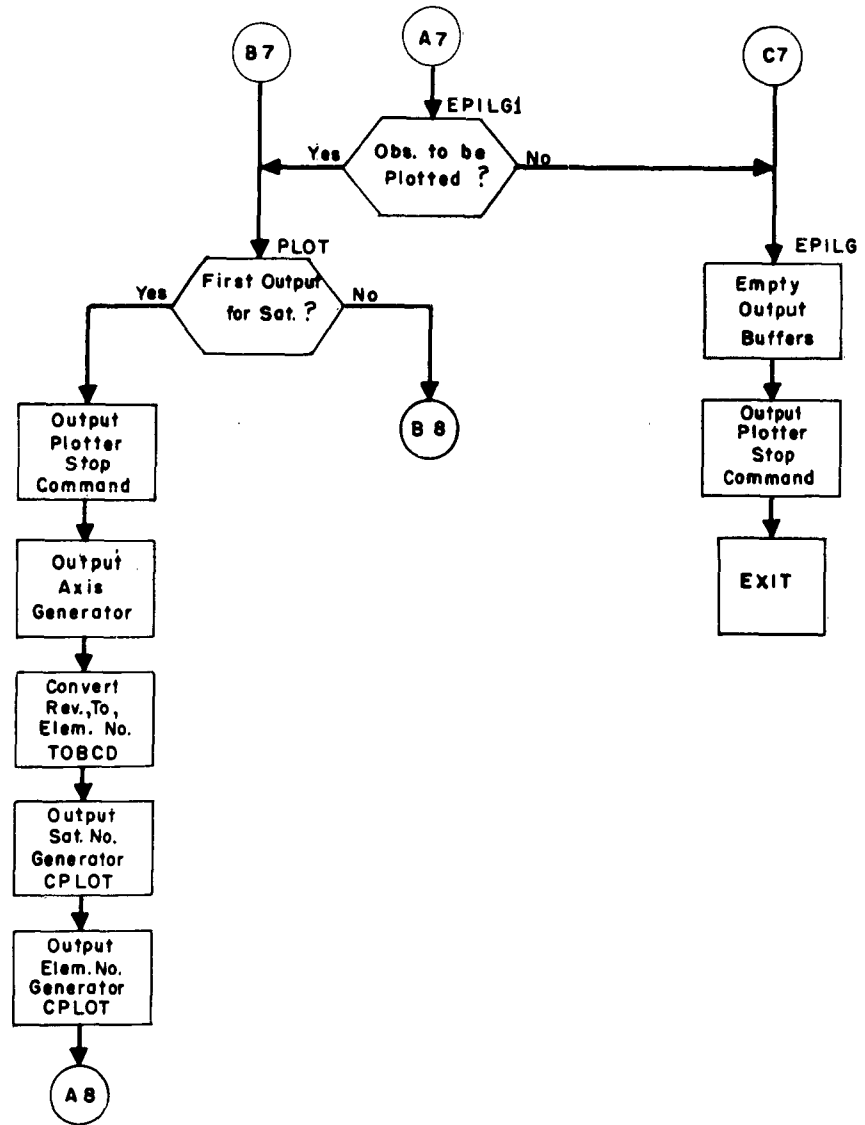 B7
A7
C7
EPILG1
Yes
Obs. to be
Plotted ?
No
PLOT
EPILG
Yes
First Output
for Sat. ?
No
Empty
Output
Buffers
B8
Output
Plotter
Stop
Command
Output
Plotter
Stop
Command
Output
Axis
Generator
EXIT
Convert
Rev.,To,
Elem. No.
TOBCD
Output
Sat. No.
Generator
CPLOT
Output
Elem. No.
Generator
CPLOT
A8